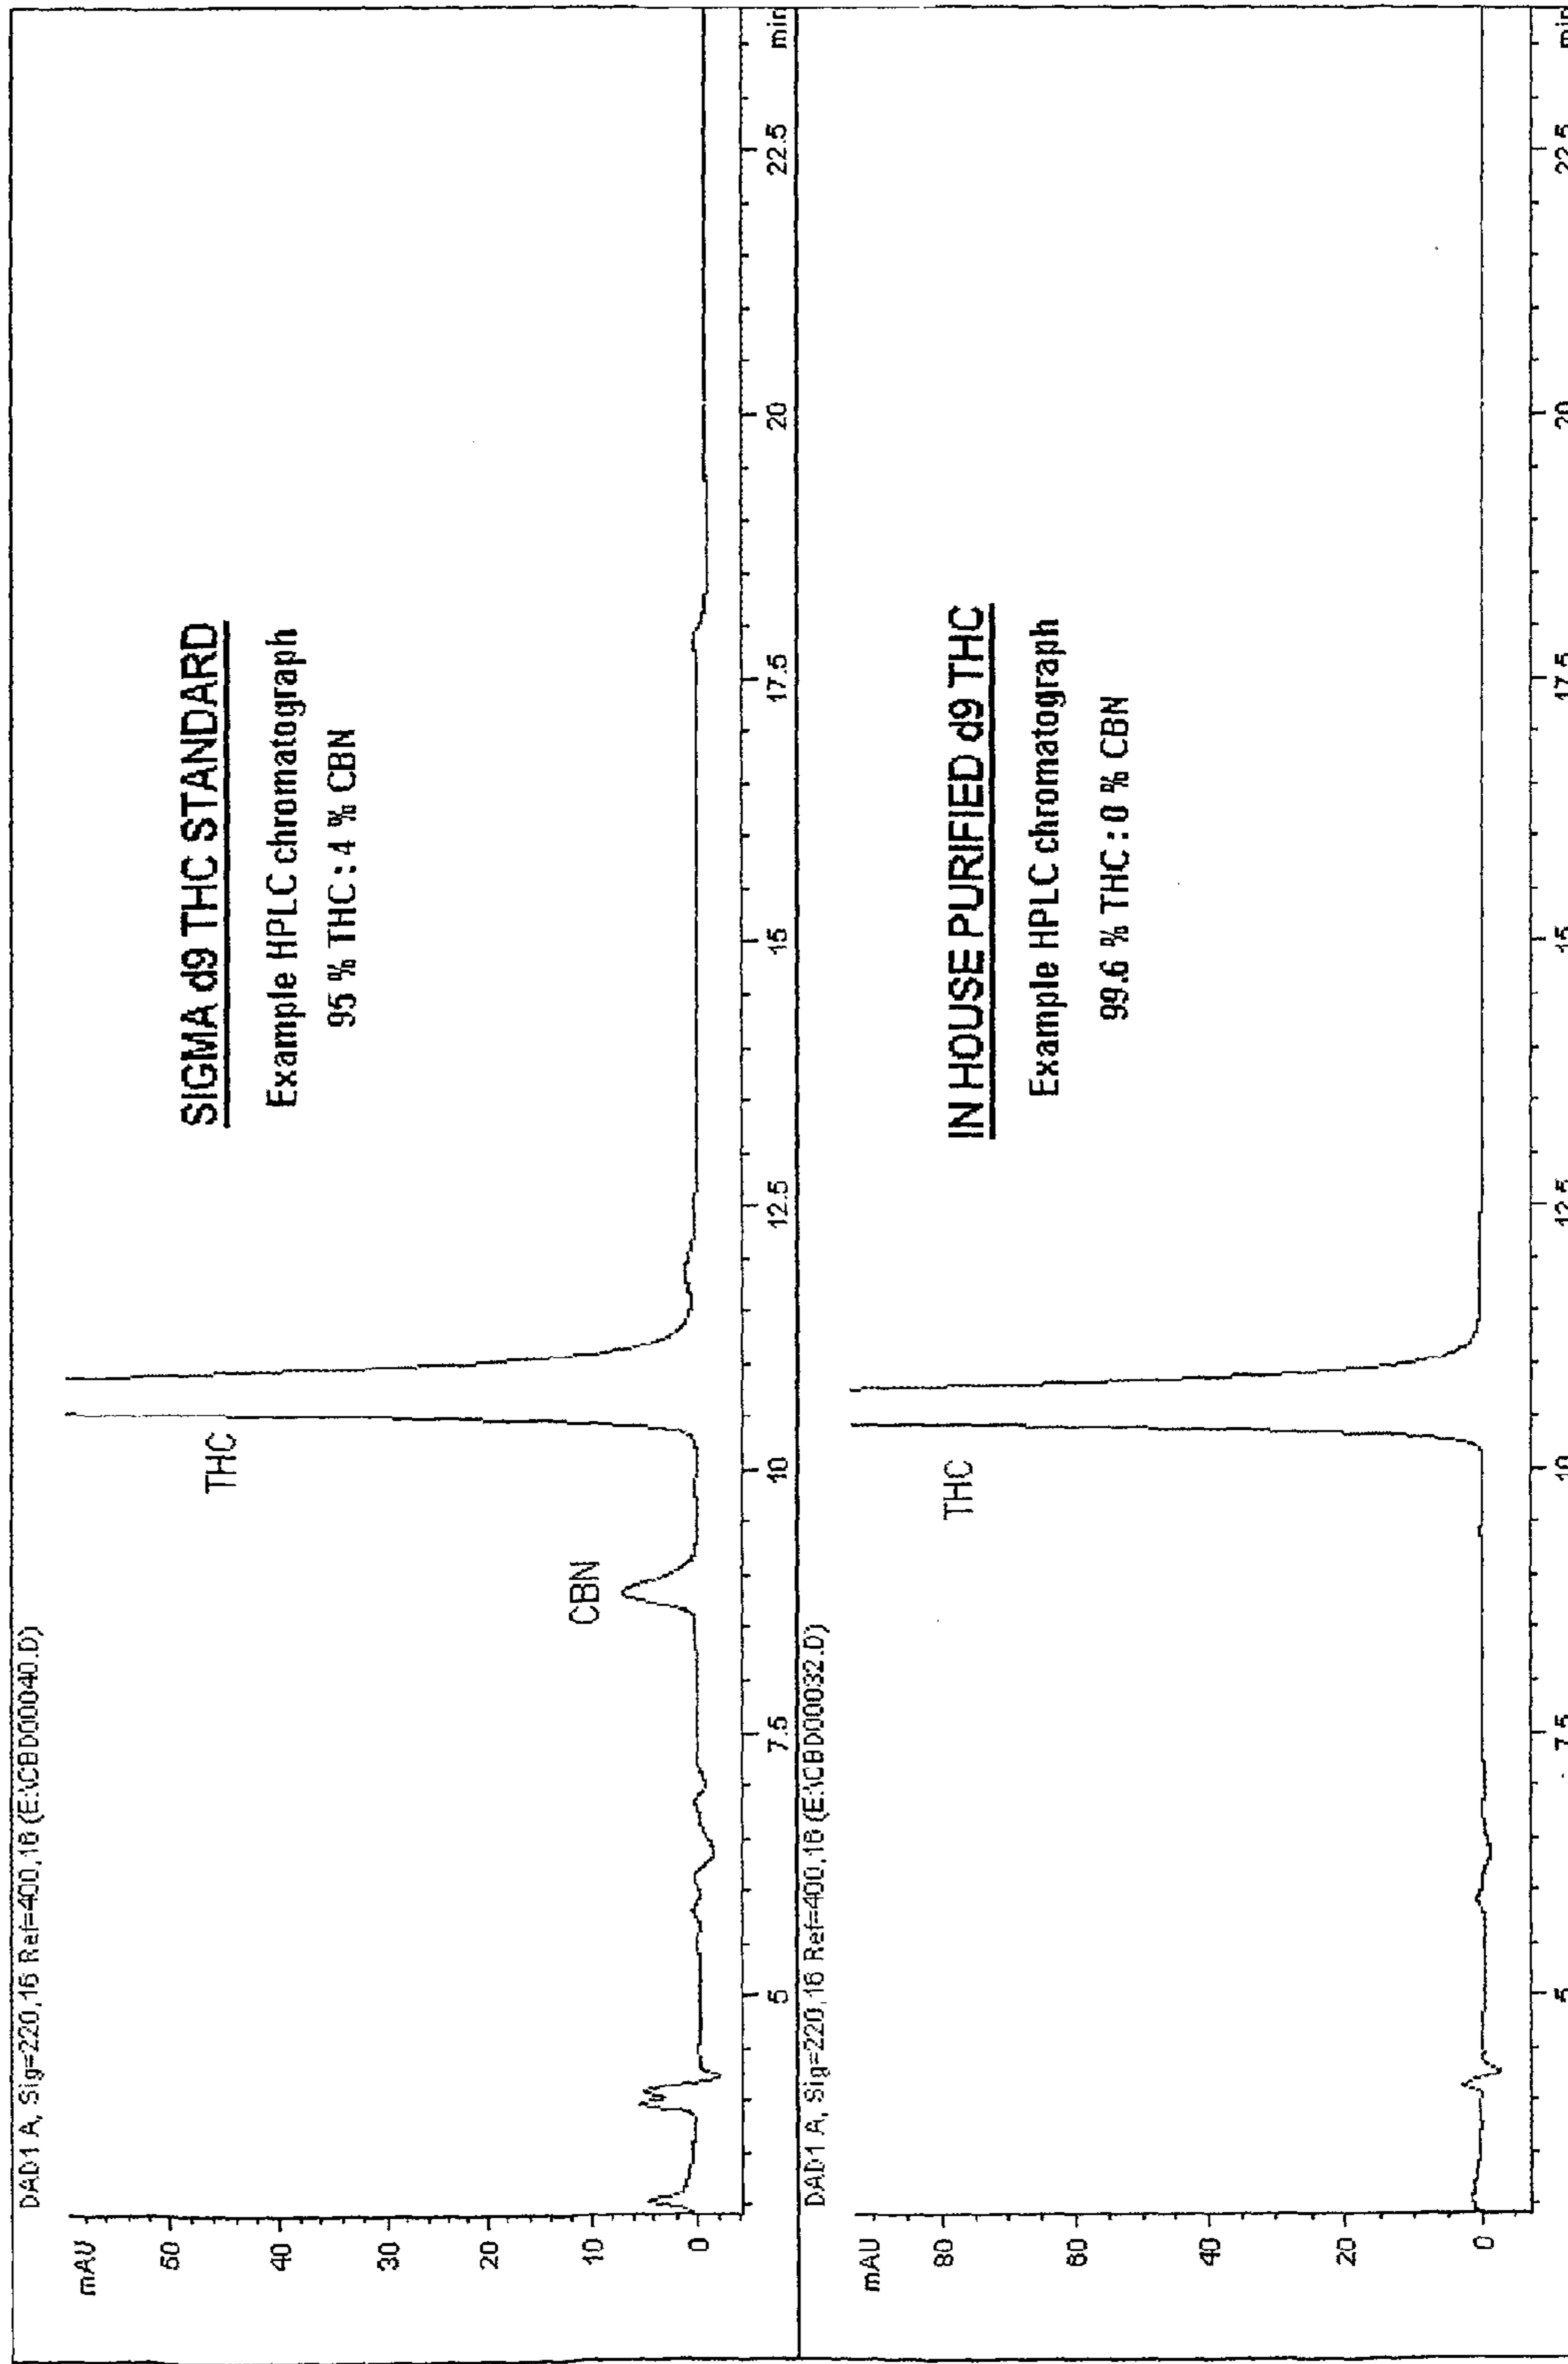 DAD1 A, Sig=220,16 Ref=400,16 (E:\CBD00040.D)
mAU
50
40
30
20
10
0
SIGMA d9 THC STANDARD
Example HPLC chromatograph
95 % THC : 4 % CBN
THC
CBN
5
7.5
10
12.5
15
17.5
20
22.5
min
DAD1 A, Sig=220,16 Ref=400,16 (E:\CBD00032.D)
mAU
80
60
40
20
0
IN HOUSE PURIFIED d9 THC
Example HPLC chromatograph
99.6 % THC : 0 % CBN
THC
5
7.5
10
12.5
15
17.5
20
22.5
min